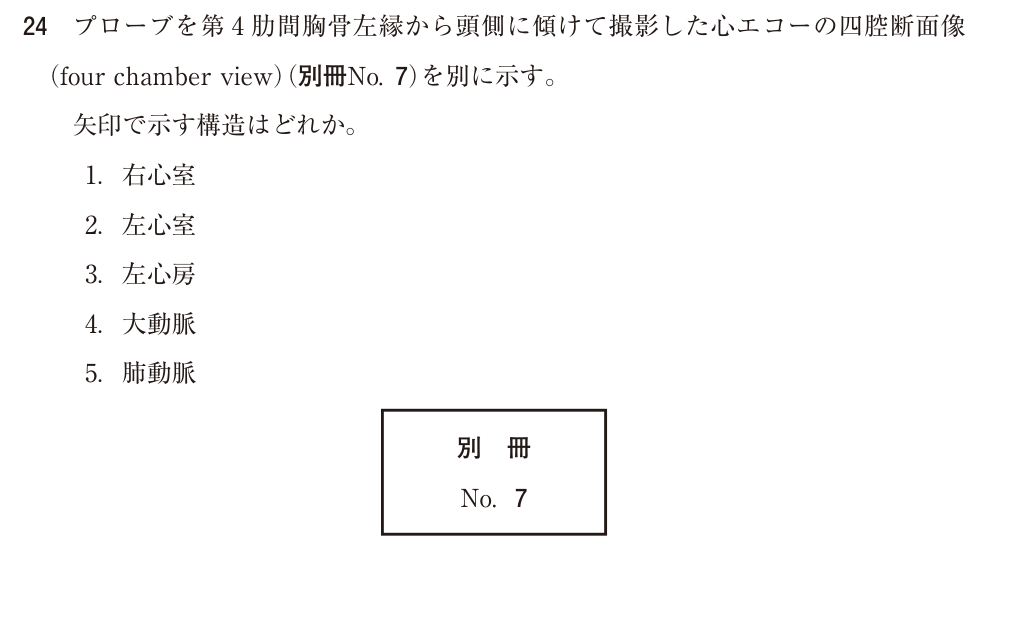 24 プローブを第4肋間胸骨左縁から頭側に傾けて撮影した心エコーの四腔断面像
(four chamber view)(別冊No. 7)を別に示す。
矢印で示す構造はどれか。
1. 右心室
2. 左心室
3. 左心房
4. 大動脈
5. 肺動脈
別 冊
No. 7